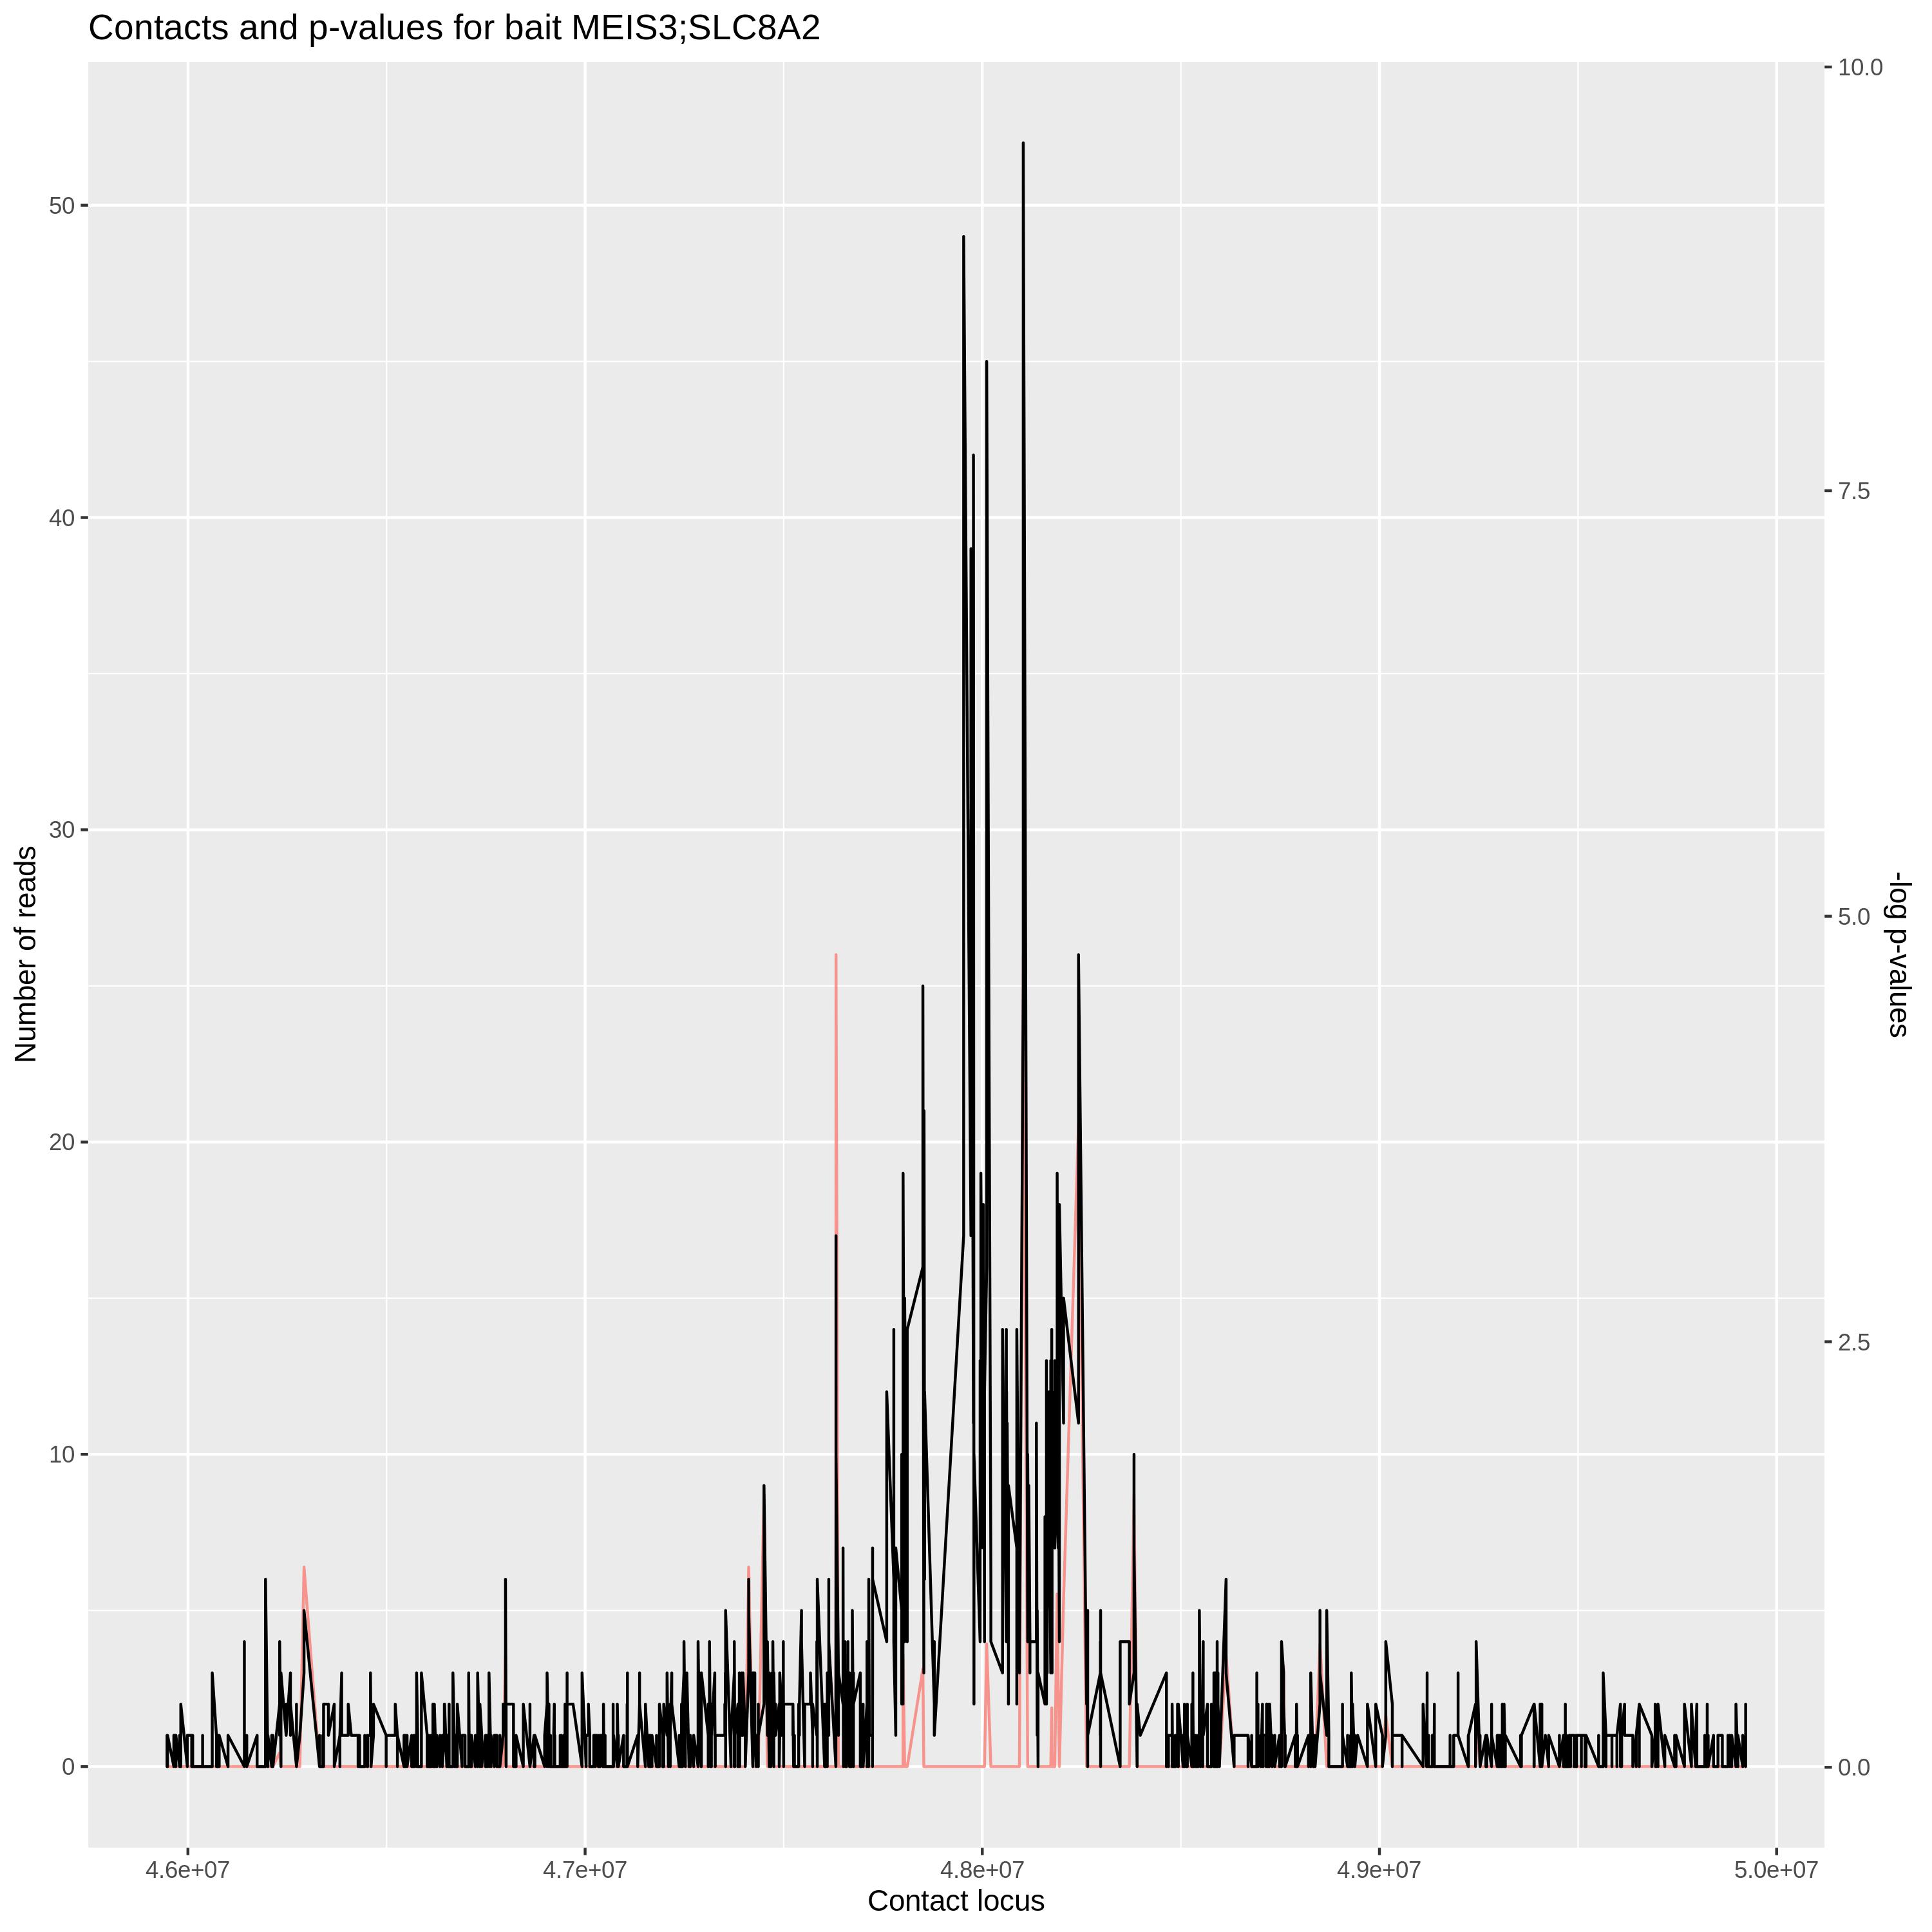 Contacts and p-values for bait MEIS3;SLC8A2
10.0
50
40
7.5
30
Number of reads
5.0
-log p-values
20
2.5
10
0
0.0
4.6e+07 4.7e+07 4.8e+07 4.9e+07 5.0e+07
Contact locus